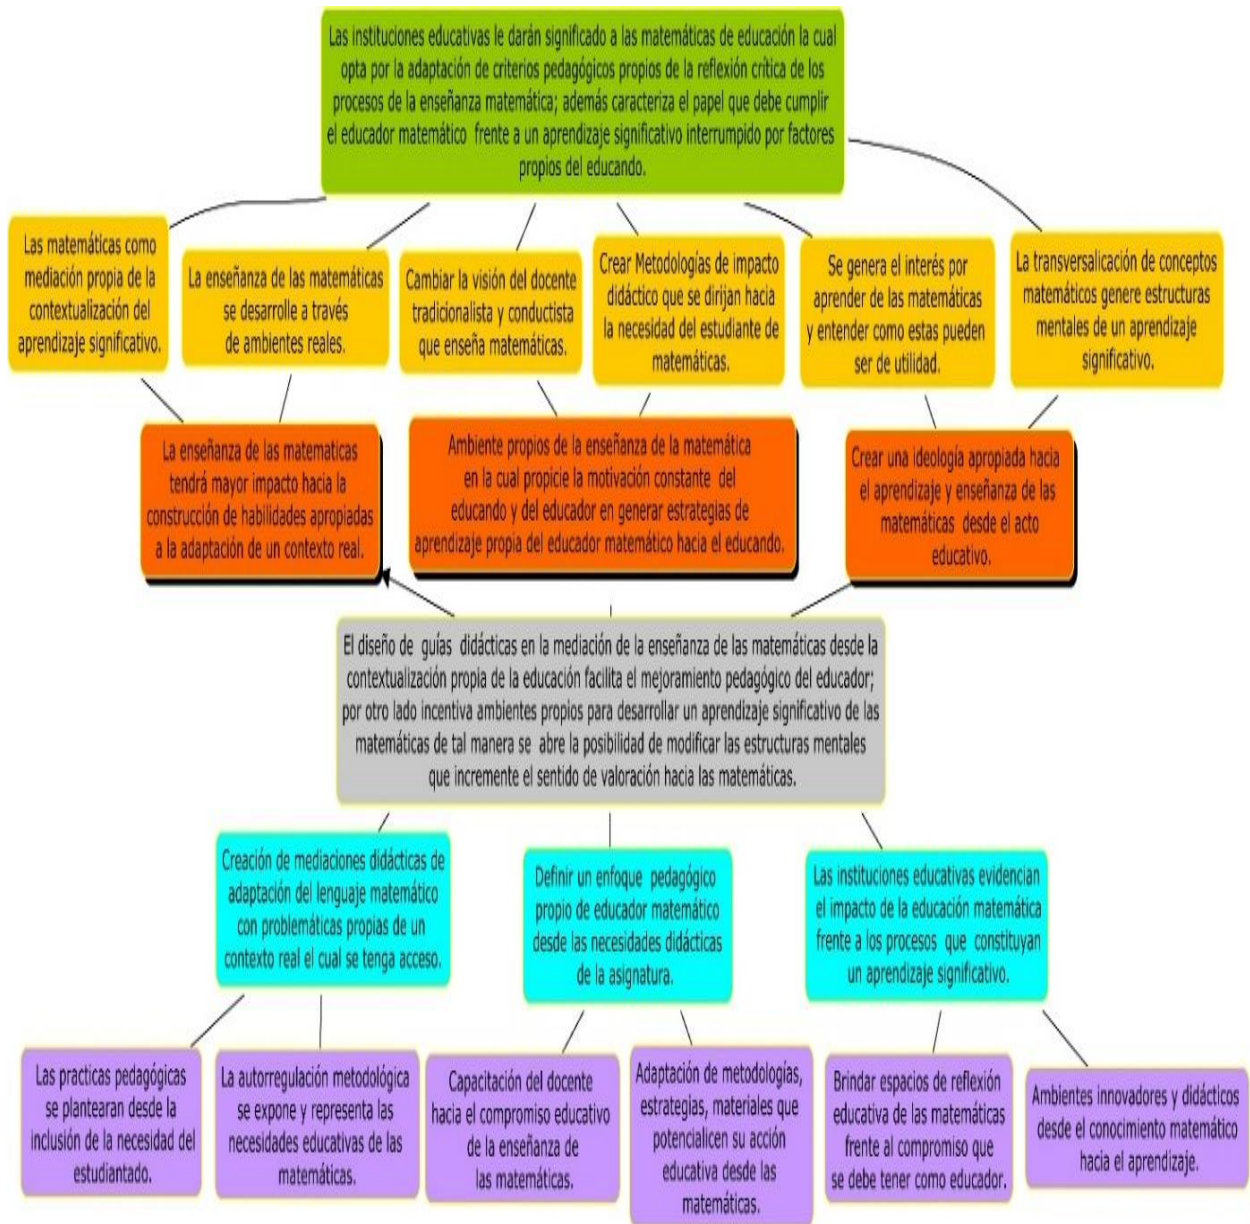 Las instituciones educativas le darán significado a las matemáticas de educación la cual
opta por la adaptación de criterios pedagógicos propios de la reflexión crítica de los
procesos de la enseñanza matemática; además caracteriza el papel que debe cumplir
el educador matemático frente a un aprendizaje significativo interrumpido por factores
propios del educando.
Las matemáticas como
mediación propia de la
contextualización del
aprendizaje significativo.
La enseñanza de las matemáticas
se desarrolle a través
de ambientes reales.
Cambiar la visión del docente
tradicionalista y conductista
que enseña matemáticas.
Crear Metodologías de impacto
didáctico que se dirijan hacia
la necesidad del estudiante de
matemáticas.
Se genera el interés por
aprender de las matemáticas
y entender como estas pueden
ser de utilidad.
La transversalicación de conceptos
matemáticos genere estructuras
mentales de un aprendizaje
significativo.
La enseñanza de las matematicas
tendrá mayor impacto hacia la
construcción de habilidades apropiadas
a la adaptación de un contexto real.
Ambiente propios de la enseñanza de la matemática
en la cual propicie la motivación constante del
educando y del educador en generar estrategias de
aprendizaje propia del educador matemático hacia el educando.
Crear una ideología apropiada hacia
el aprendizaje y enseñanza de las
matemáticas desde el acto
educativo.
El diseño de guías didácticas en la mediación de la enseñanza de las matemáticas desde la
contextualización propia de la educación facilita el mejoramiento pedagógico del educador;
por otro lado incentiva ambientes propios para desarrollar un aprendizaje significativo de las
matemáticas de tal manera se abre la posibilidad de modificar las estructuras mentales
que incremente el sentido de valoración hacia las matemáticas.
Creación de mediaciones didácticas de
adaptación del lenguaje matemático
con problemáticas propias de un
contexto real el cual se tenga acceso.
Definir un enfoque pedagógico
propio de educador matemático
desde las necesidades didácticas
de la asignatura.
Las instituciones educativas evidencian
el impacto de la educación matemática
frente a los procesos que constituyan
un aprendizaje significativo.
Las practicas pedagógicas
se plantearan desde la
inclusión de la necesidad del
estudiantado.
La autorregulación metodológica
se expone y representa las
necesidades educativas de las
matemáticas.
Capacitación del docente
hacia el compromiso educativo
de la enseñanza de
las matemáticas.
Adaptación de metodologías,
estrategias, materiales que
potencialicen su acción
educativa desde las
matemáticas.
Brindar espacios de reflexión
educativa de las matemáticas
frente al compromiso que
se debe tener como educador.
Ambientes innovadores y didácticos
desde el conocimiento matemático
hacia el aprendizaje.